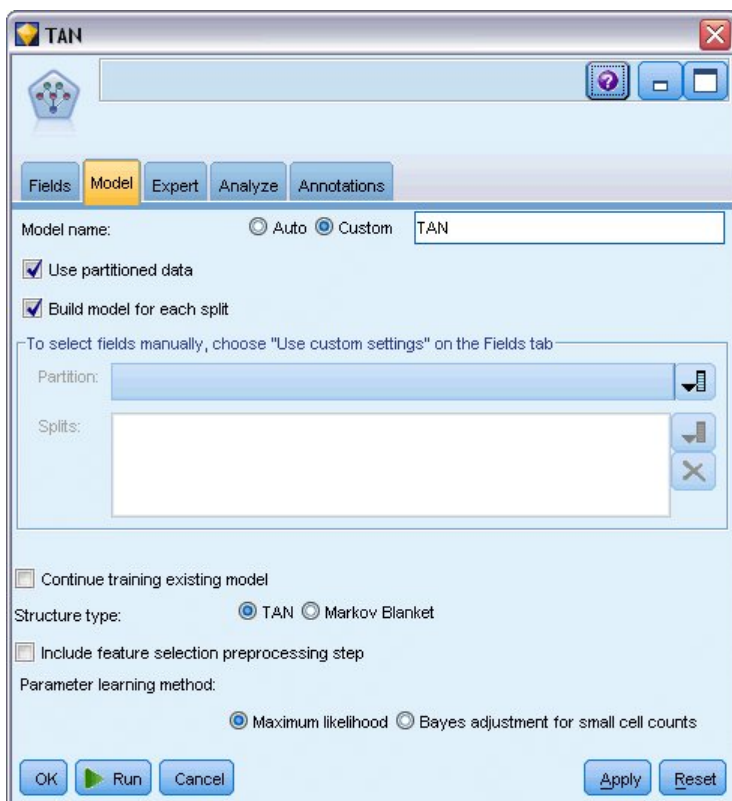 TAN
?
Fields Model Expert Analyze Annotations
Model name: Auto Custom TAN
Use partitioned data
Build model for each split
To select fields manually, choose "Use custom settings" on the Fields tab
Partition:
Splits:
Continue training existing model
Structure type: TAN Markov Blanket
Include feature selection preprocessing step
Parameter learning method:
Maximum likelihood Bayes adjustment for small cell counts
OK Run Cancel Apply Reset